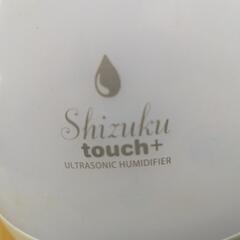 Shizuku
touch+
ULTRASONIC HUMIDIFIER